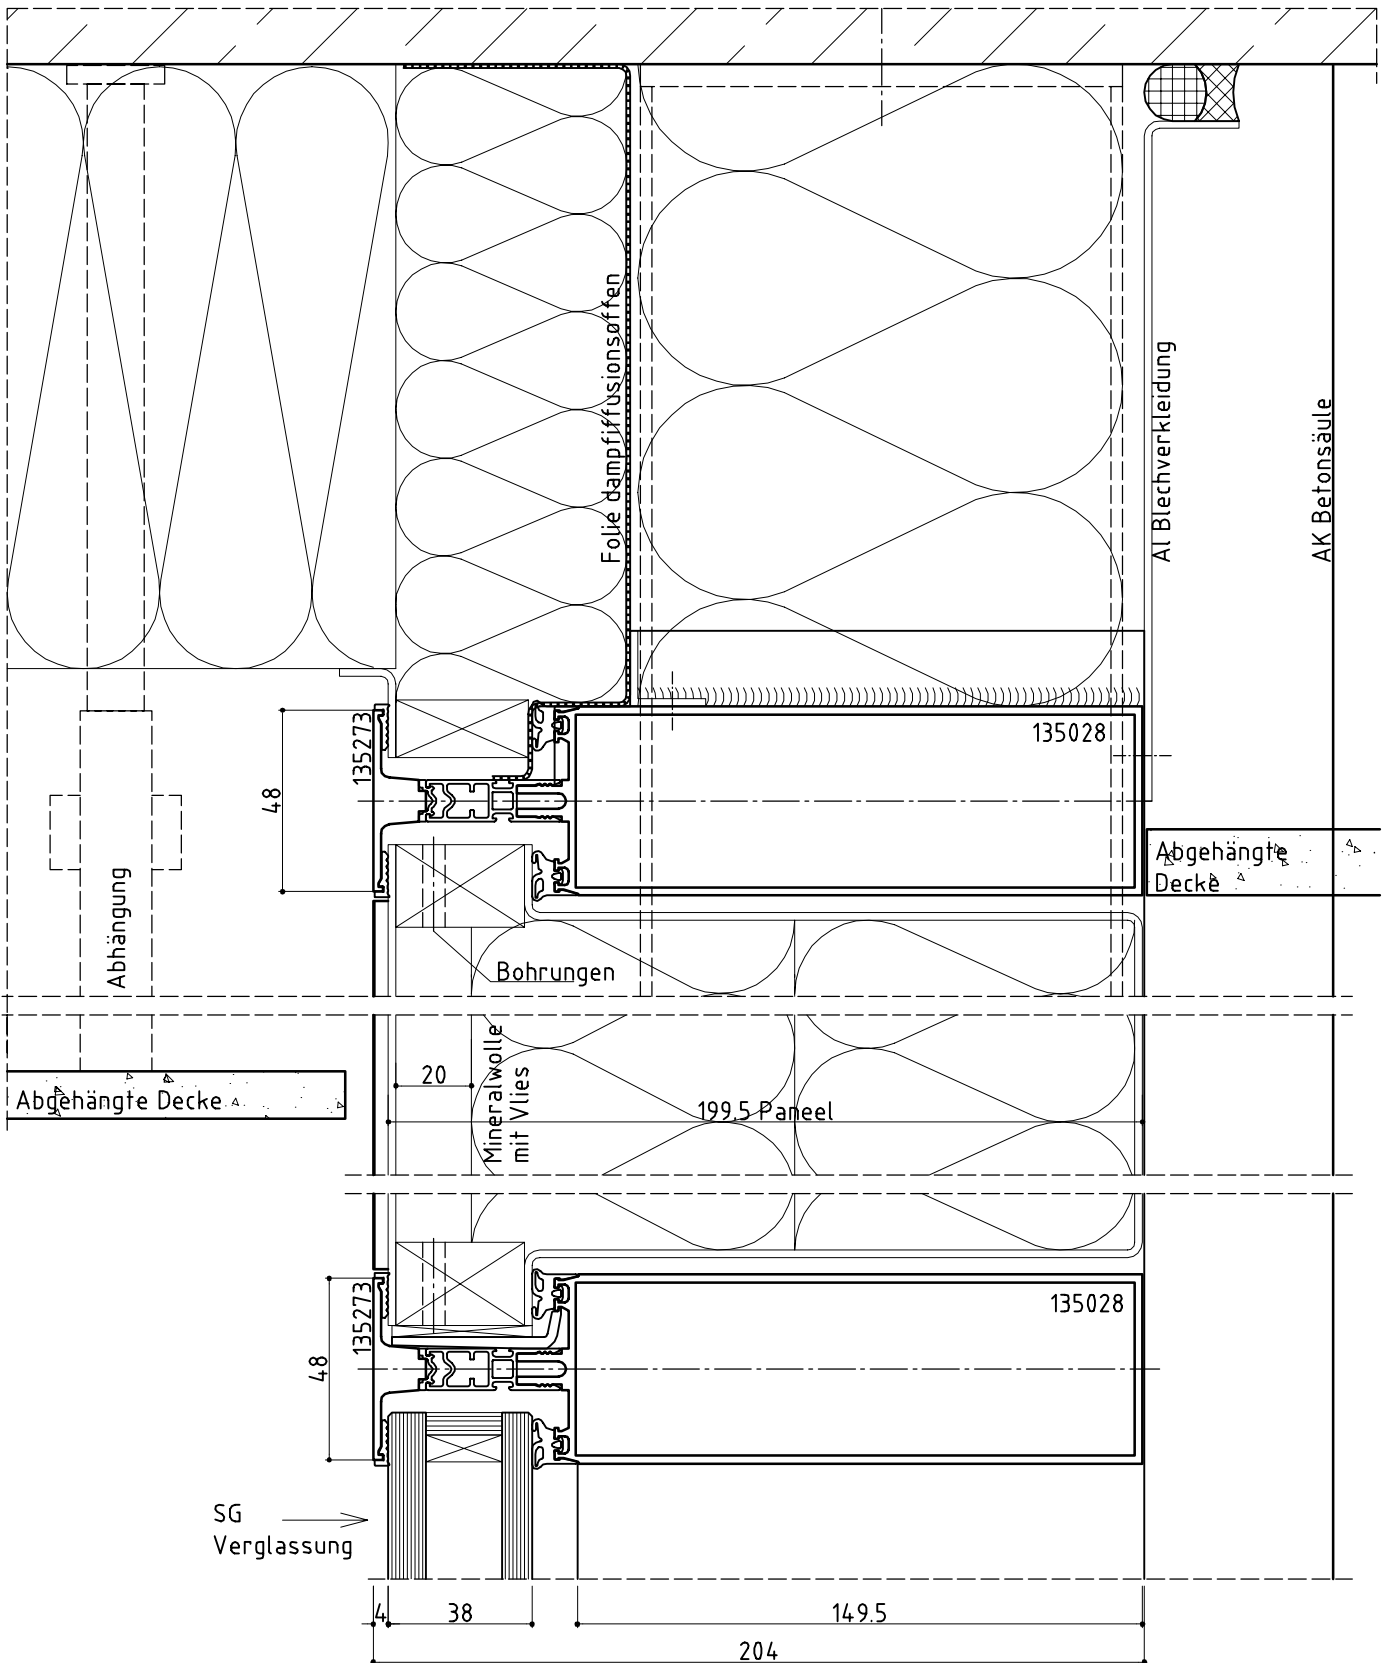 Folie dampfiffusionsoffen
Al Blechverkleidung
AK Betonsäule
135273
135028
48
Abgehängte
Decke
Abhängung
Bohrungen
20
Mineralwolle
mit Vlies
Abgehängte Decke
199.5 Paneel
135273
135028
48
SG
Verglassung
4
38
149.5
204